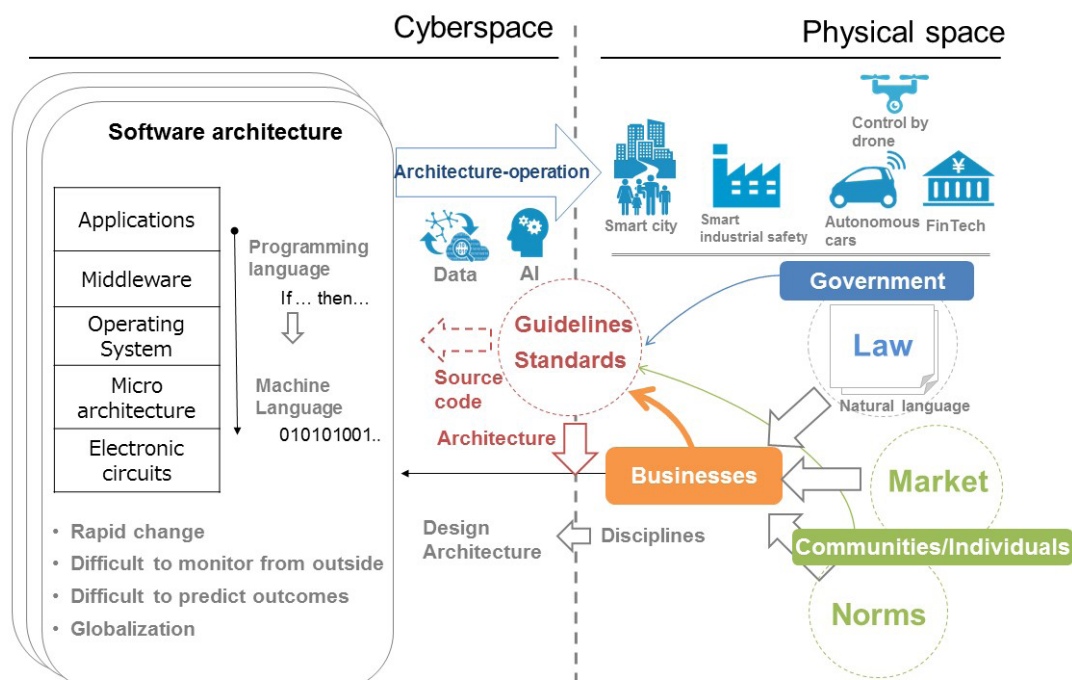 Cyberspace
Physical space
Software architecture
Applications
Middleware
Operating
System
Micro
architecture
Electronic
circuits
Programming
language
If … then…
Machine
Language
010101001..
• Rapid change
• Difficult to monitor from outside
• Difficult to predict outcomes
• Globalization
Architecture-operation
Data
AI
Smart city
Smart
industrial safety
Control by
drone
Autonomous
cars
¥
FinTech
Guidelines
Standards
Source
code
Architecture
Government
Law
Natural language
Businesses
Market
Communities/Individuals
Norms
Design
Architecture
Disciplines